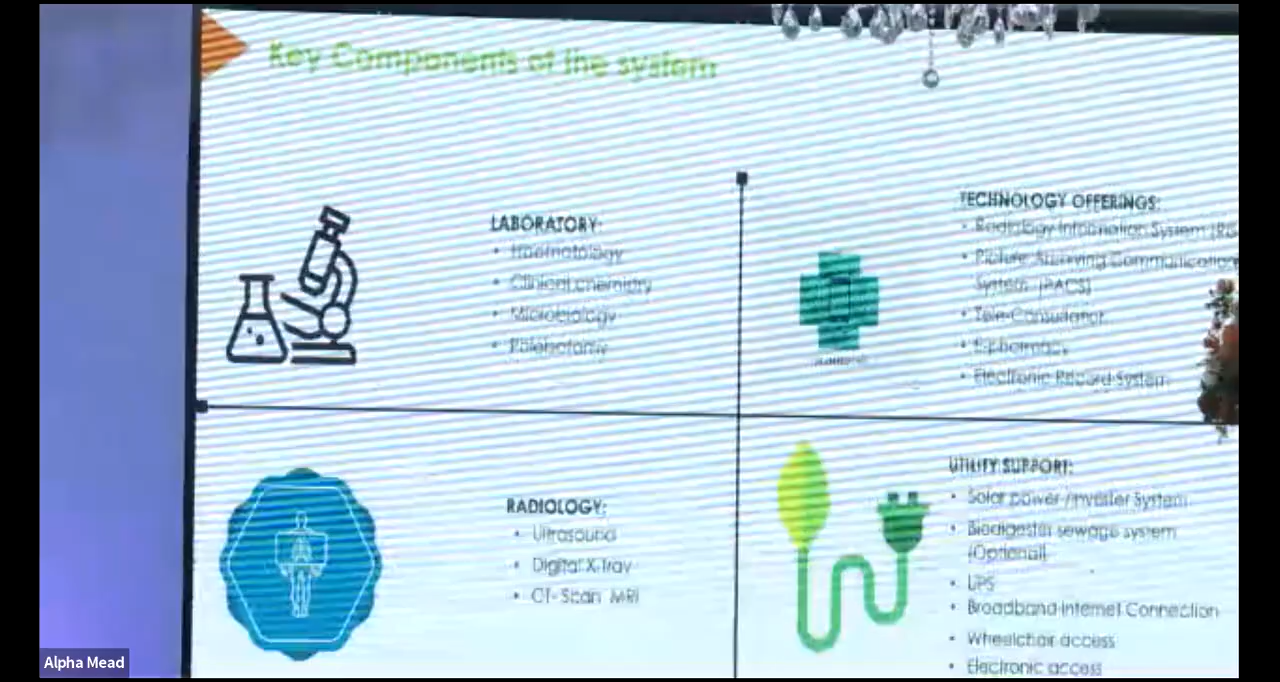 Key Components of the system
LABORATORY:
• Haematology
• Clinical chemistry
• Microbiology
• Phlebotomy
TECHNOLOGY OFFERINGS:
• Radiology Information System (RIS
• Picture Archiving Communication
System (PACS)
• Tele-Consultation
• Electronic Record System
RADIOLOGY:
• Ultrasound
• Digital X-Tray
• CT- Scan MRI
UTILITY SUPPORT:
• Solar power /Inverter System
• Biodigester sewage system
(Optional)
• UPS
• Broadband Internet Connection
• Wheelchair access
• Electronic access
Alpha Mead